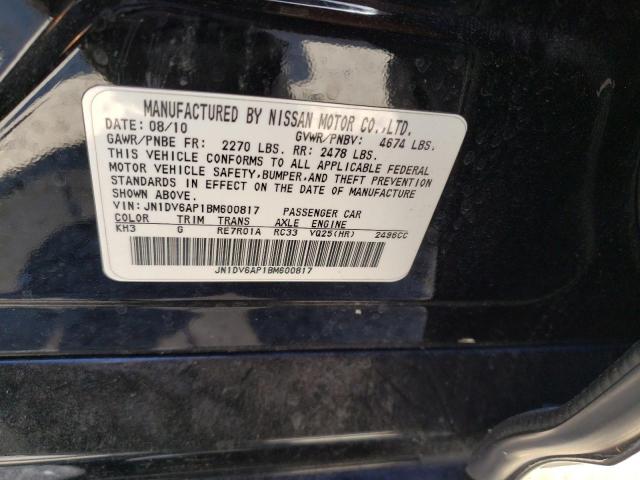 MANUFACTURED BY NISSAN MOTOR CO.,LTD.
DATE: 08/10 GVWR/PNBV: 4674 LBS.
GAWR/PNBE FR: 2270 LBS. RR: 2478 LBS.
THIS VEHICLE CONFORMS TO ALL APPLICABLE FEDERAL
MOTOR VEHICLE SAFETY,BUMPER,AND THEFT PREVENTION
STANDARDS IN EFFECT ON THE DATE OF MANUFACTURE
SHOWN ABOVE.
VIN: JN1DV6AP1BM600817 PASSENGER CAR
COLOR TRIM TRANS AXLE ENGINE
KH3 G RE7R01A RC33 VQ25(HR) 2496CC
JN1DV6AP1BM600817